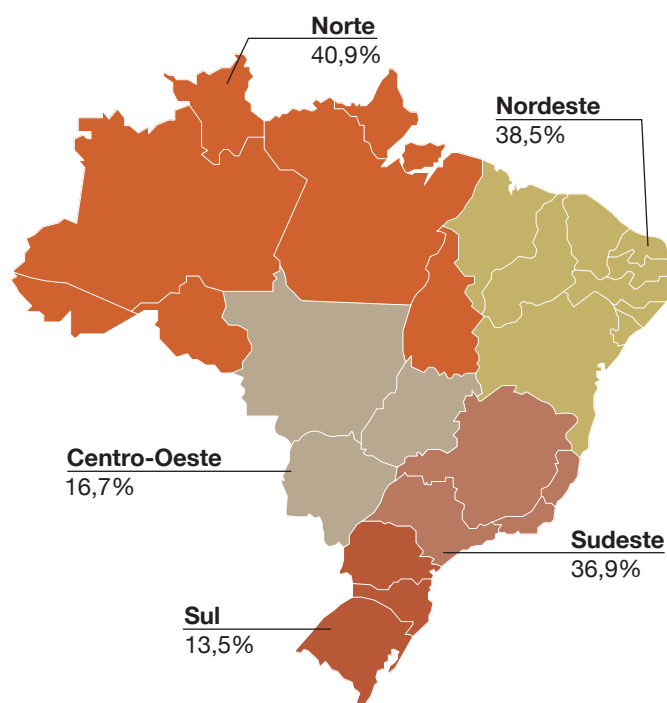 Norte
40,9%
Nordeste
38,5%
Centro-Oeste
16,7%
Sudeste
36,9%
Sul
13,5%